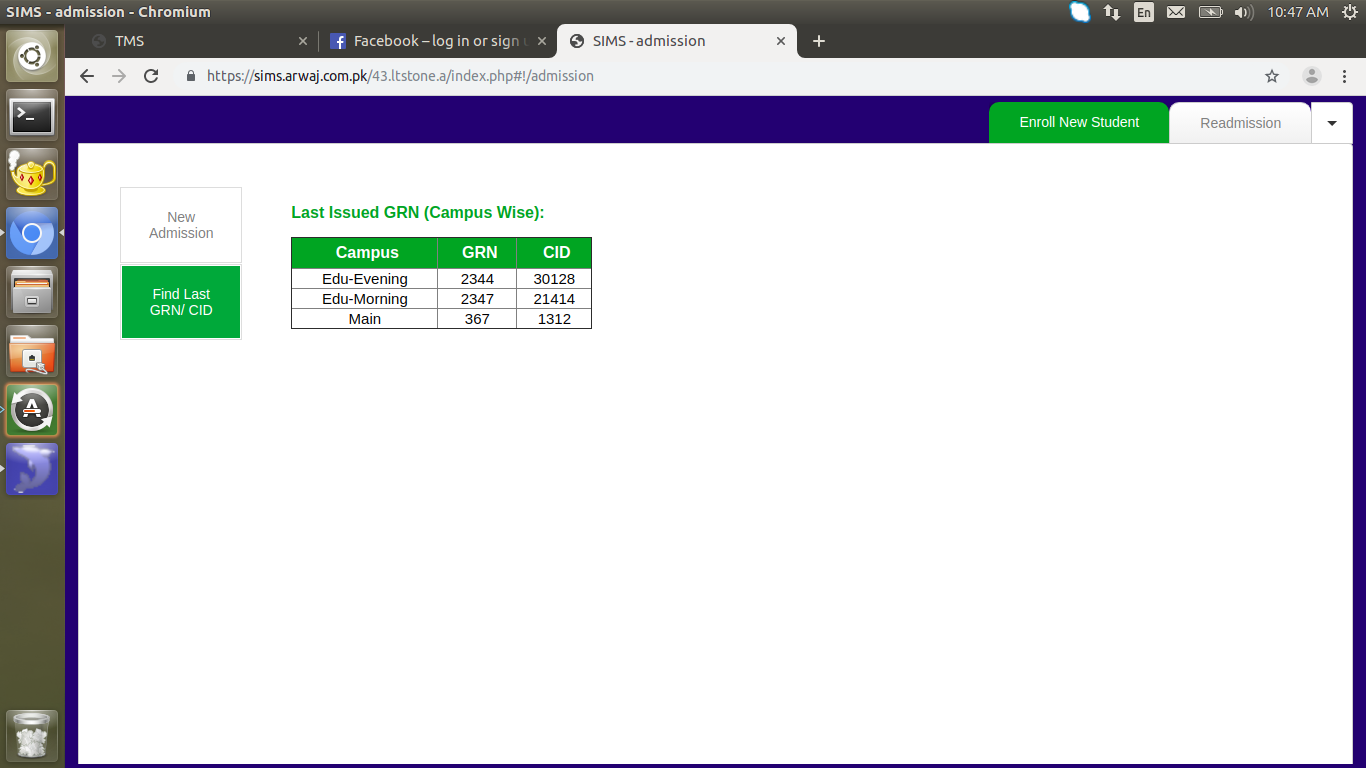 SIMS - admission - Chromium
En
10:47 AM
TMS
Facebook – log in or sign u
SIMS - admission
https://sims.arwaj.com.pk/43.ltstone.a/index.php#!/admission
Enroll New Student
Readmission
New
Admission
Find Last
GRN/ CID
Last Issued GRN (Campus Wise):
Campus GRN CID
Edu-Evening 2344 30128
Edu-Morning 2347 21414
Main 367 1312